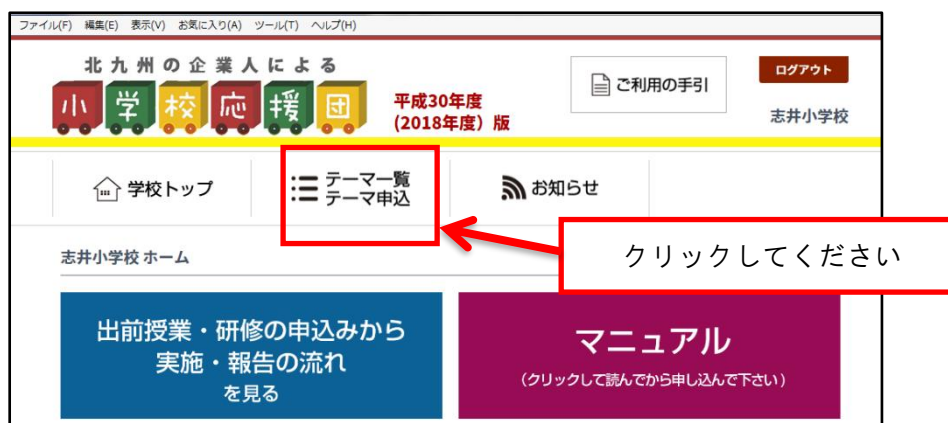 ファイル(F) 編集(E) 表示(V) お気に入り(A) ツール(T) ヘルプ(H)
北九州の企業人による
小学校応援団
平成30年度
(2018年度)版
ご利用の手引
ログアウト
志井小学校
学校トップ
テーマ一覧
テーマ申込
お知らせ
クリックしてください
志井小学校 ホーム
出前授業・研修の申込みから
実施・報告の流れ
を見る
マニュアル
(クリックして読んでから申し込んで下さい)